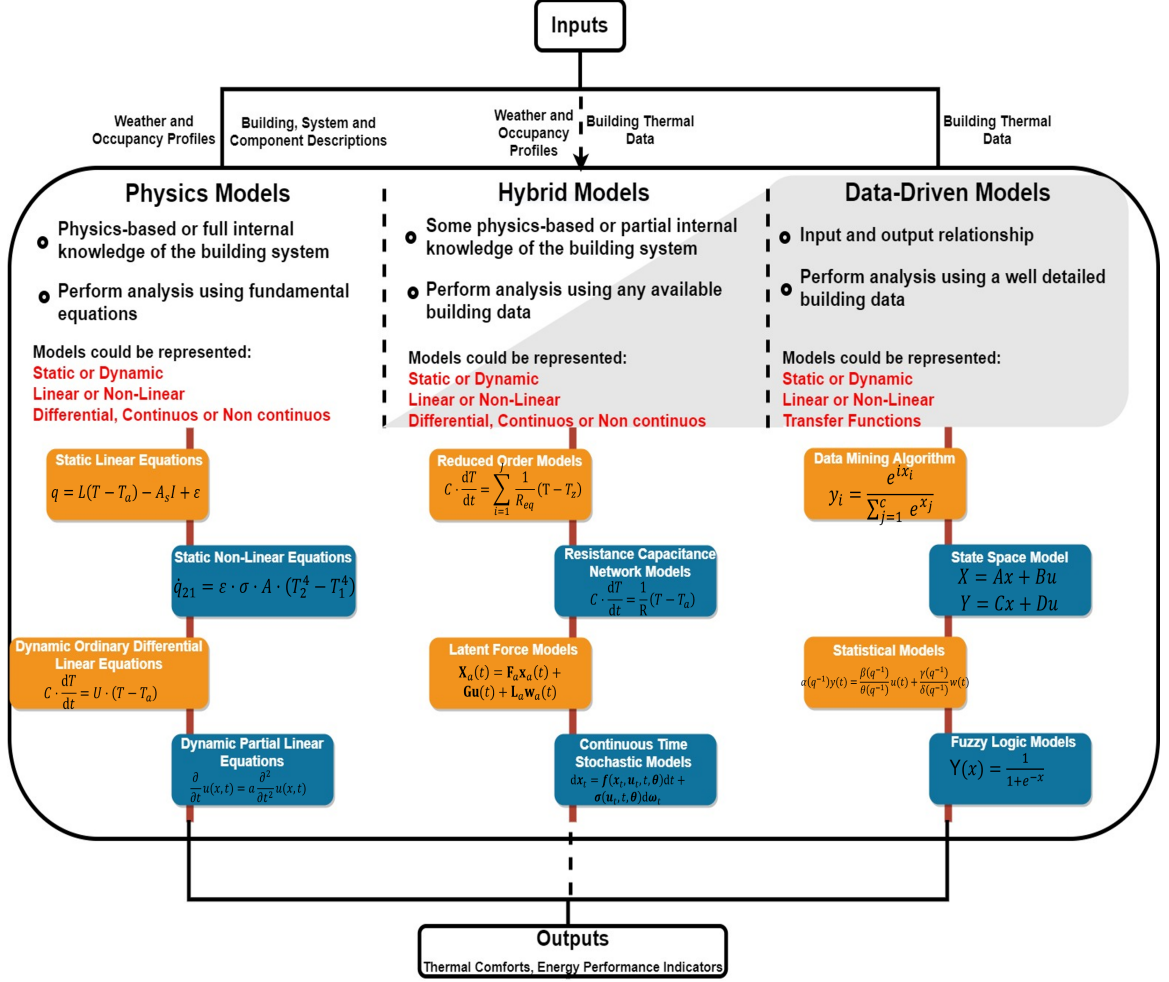 Inputs
Weather and
Occupancy Profiles
Building, System and
Component Descriptions
Weather and
Occupancy
Profiles
Building Thermal
Data
Building Thermal
Data
Physics Models
Physics-based or full internal
knowledge of the building system
Perform analysis using fundamental
equations
Models could be represented:
Static or Dynamic
Linear or Non-Linear
Differential, Continuos or Non continuos
Static Linear Equations
q = L(T − T_a) − A_sI + ε
Static Non-Linear Equations
q̇_21 = ε · σ · A · (T_2^4 − T_1^4)
Dynamic Ordinary Differential
Linear Equations
C · dT/dt = U · (T − T_a)
Dynamic Partial Linear
Equations
∂/∂t u(x, t) = a ∂²/∂t² u(x, t)
Hybrid Models
Some physics-based or partial internal
knowledge of the building system
Perform analysis using any available
building data
Models could be represented:
Static or Dynamic
Linear or Non-Linear
Differential, Continuos or Non continuos
Reduced Order Models
C · dT/dt = ∑_{i=1}^{j} 1/R_eq (T − T_z)
Resistance Capacitance
Network Models
C · dT/dt = 1/R (T − T_a)
Latent Force Models
X_a(t) = F_a x_a(t) +
Gu(t) + L_a w_a(t)
Continuous Time
Stochastic Models
dx_t = f(x_t, u_t, t, θ)dt +
σ(u_t, t, θ)dω_t
Data-Driven Models
Input and output relationship
Perform analysis using a well detailed
building data
Models could be represented:
Static or Dynamic
Linear or Non-Linear
Transfer Functions
Data Mining Algorithm
y_i = e^{ix_i} / ∑_{j=1}^{c} e^{x_j}
State Space Model
X = Ax + Bu
Y = Cx + Du
Statistical Models
α(q⁻¹)y(t) = β(q⁻¹)/θ(q⁻¹) u(t) + γ(q⁻¹)/δ(q⁻¹) w(t)
Fuzzy Logic Models
Y(x) = 1/(1+e^{-x})
Outputs
Thermal Comforts, Energy Performance Indicators